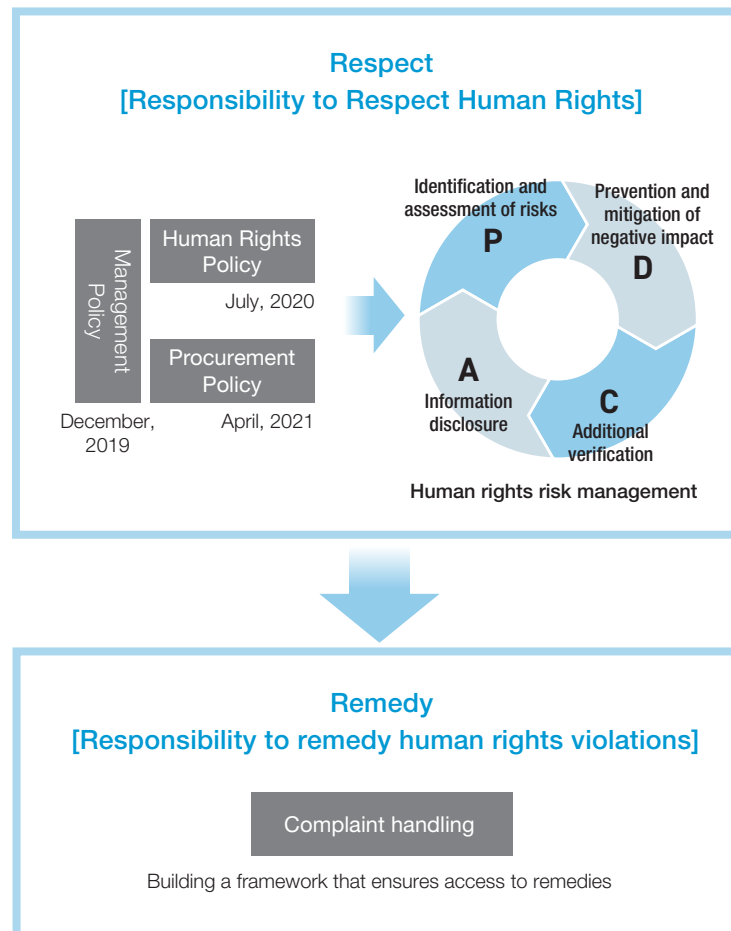 Respect
[Responsibility to Respect Human Rights]
Management
Policy
December,
2019
Human Rights
Policy
July, 2020
Procurement
Policy
April, 2021
Identification and
assessment of risks
P
Prevention and
mitigation of
negative impact
D
A
Information
disclosure
C
Additional
verification
Human rights risk management
Remedy
[Responsibility to remedy human rights violations]
Complaint handling
Building a framework that ensures access to remedies